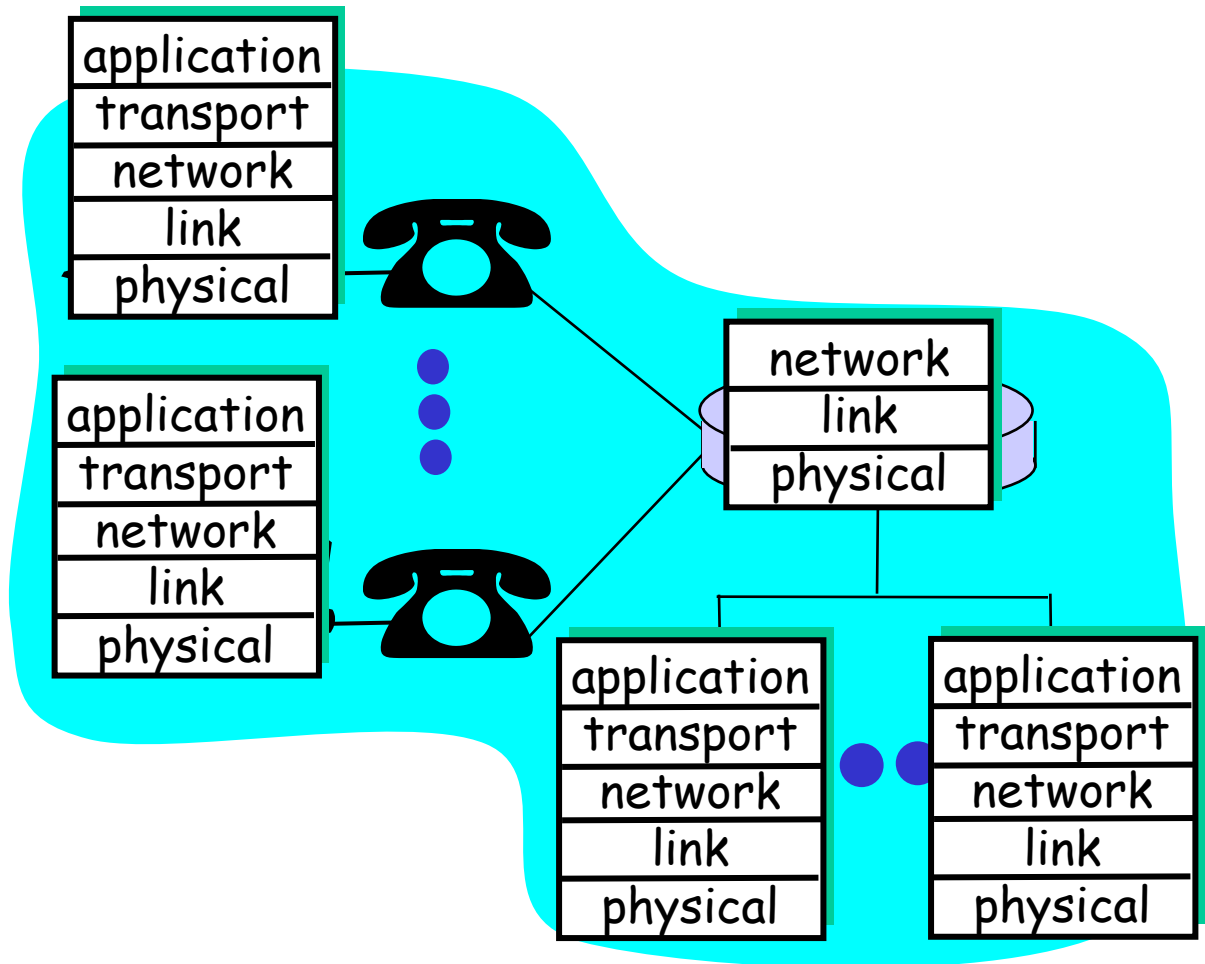 application
transport
network
link
physical
application
transport
network
link
physical
network
link
physical
application
transport
network
link
physical
application
transport
network
link
physical